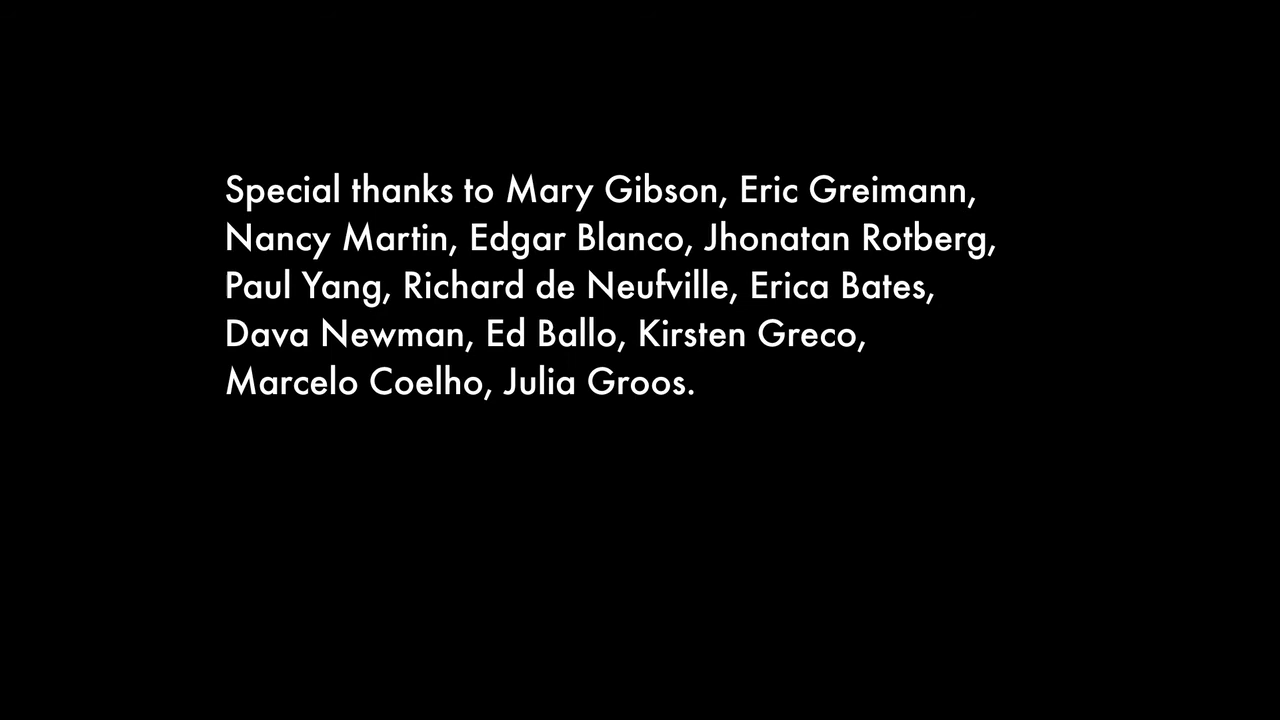 Special thanks to Mary Gibson, Eric Greimann,
Nancy Martin, Edgar Blanco, Jhonatan Rotberg,
Paul Yang, Richard de Neufville, Erica Bates,
Dava Newman, Ed Ballo, Kirsten Greco,
Marcelo Coelho, Julia Groos.